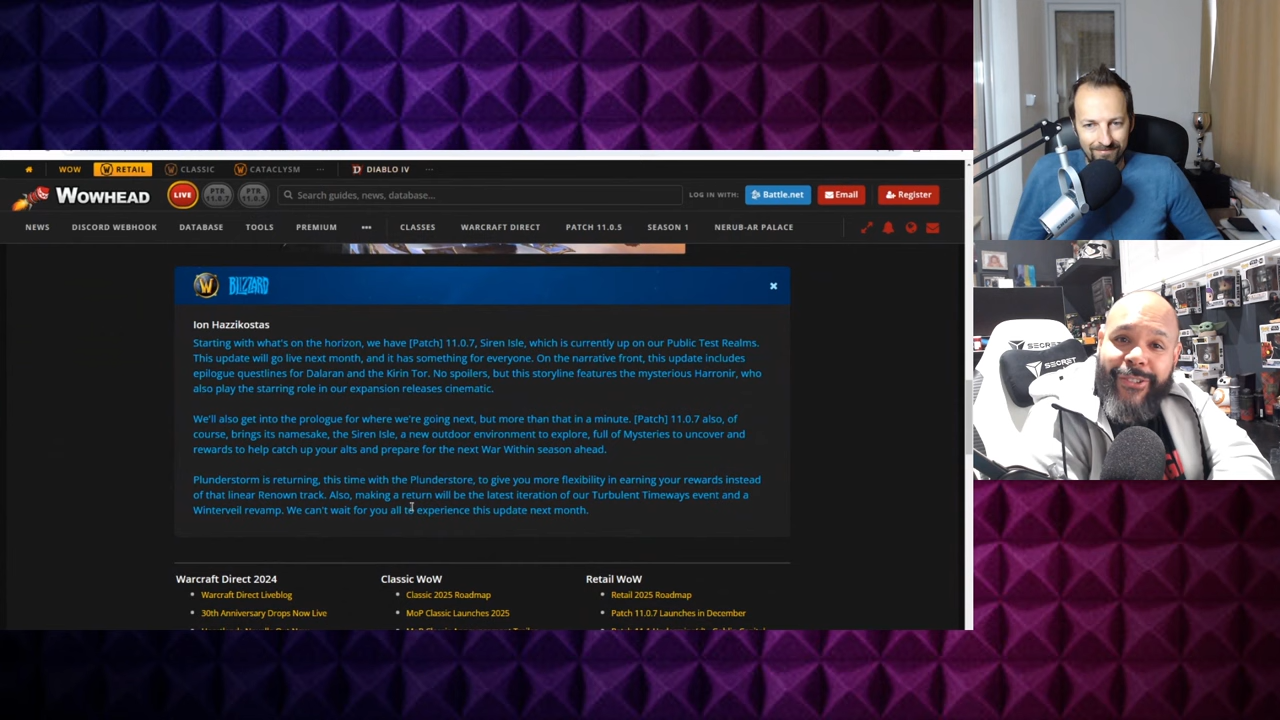 WOW
RETAIL
CLASSIC
CATACLYSM
...
DIABLO IV
...
WOWHEAD
LIVE
PTR
11.0.7
PTR
11.0.5
Search guides, news, database...
LOG IN WITH:
Battle.net
Email
Register
NEWS
DISCORD WEBHOOK
DATABASE
TOOLS
PREMIUM
•••
CLASSES
WARCRAFT DIRECT
PATCH 11.0.5
SEASON 1
NERUB-AR PALACE
BLIZZARD
Ion Hazzikostas
Starting with what's on the horizon, we have [Patch] 11.0.7, Siren Isle, which is currently up on our Public Test Realms.
This update will go live next month, and it has something for everyone. On the narrative front, this update includes
epilogue questlines for Dalaran and the Kirin Tor. No spoilers, but this storyline features the mysterious Harronir, who
also play the starring role in our expansion releases cinematic.
We'll also get into the prologue for where we're going next, but more than that in a minute. [Patch] 11.0.7 also, of
course, brings its namesake, the Siren Isle, a new outdoor environment to explore, full of Mysteries to uncover and
rewards to help catch up your alts and prepare for the next War Within season ahead.
Plunderstorm is returning, this time with the Plunderstore, to give you more flexibility in earning your rewards instead
of that linear Renown track. Also, making a return will be the latest iteration of our Turbulent Timeways event and a
Winterveil revamp. We can't wait for you all to experience this update next month.
Warcraft Direct 2024
Warcraft Direct Liveblog
30th Anniversary Drops Now Live
Classic WoW
Classic 2025 Roadmap
MoP Classic Launches 2025
Retail WoW
Retail 2025 Roadmap
Patch 11.0.7 Launches in December
SECRET
SECRET